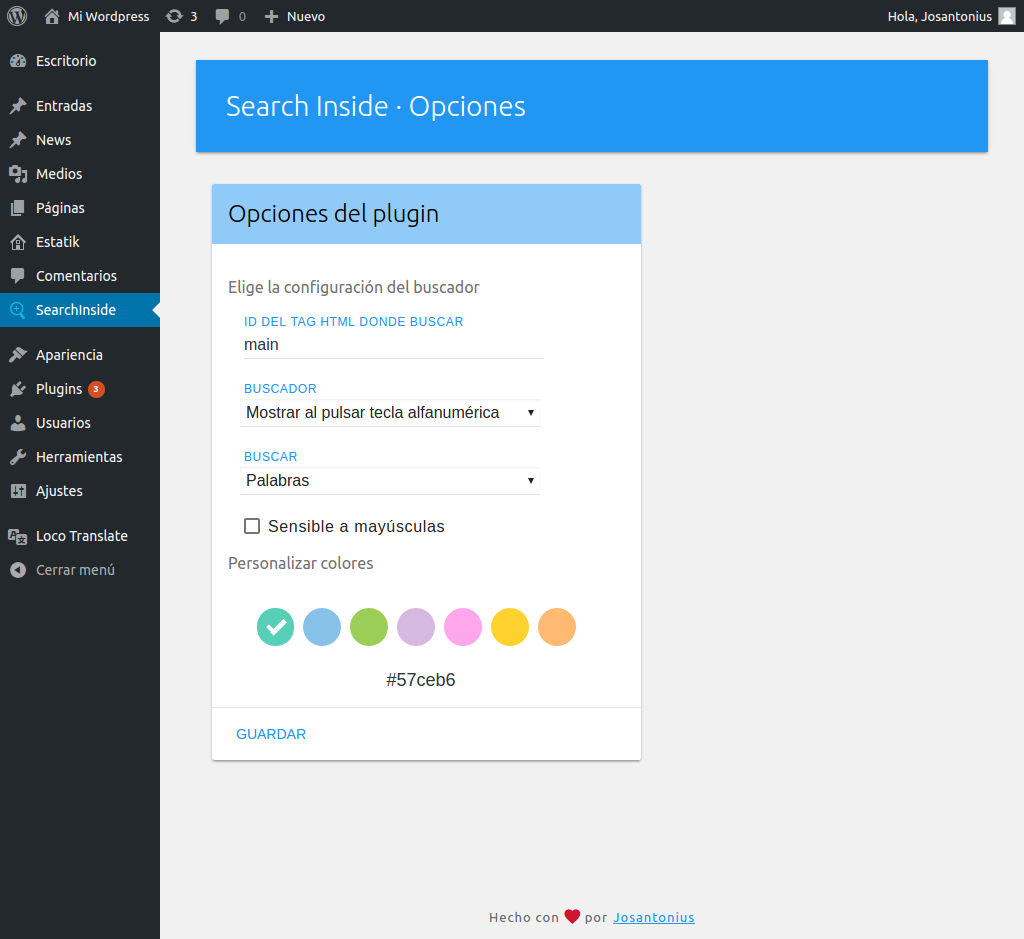 Mi Wordpress 3 0 Nuevo Hola, Josantonius
Escritorio
Entradas
News
Medios
Páginas
Estatik
Comentarios
SearchInside
Apariencia
Plugins 3
Usuarios
Herramientas
Ajustes
Loco Translate
Cerrar menú
Search Inside · Opciones
Opciones del plugin
Elige la configuración del buscador
ID DEL TAG HTML DONDE BUSCAR
main
BUSCADOR
Mostrar al pulsar tecla alfanumérica
BUSCAR
Palabras
Sensible a mayúsculas
Personalizar colores
#57ceb6
GUARDAR
Hecho con ❤ por Josantonius